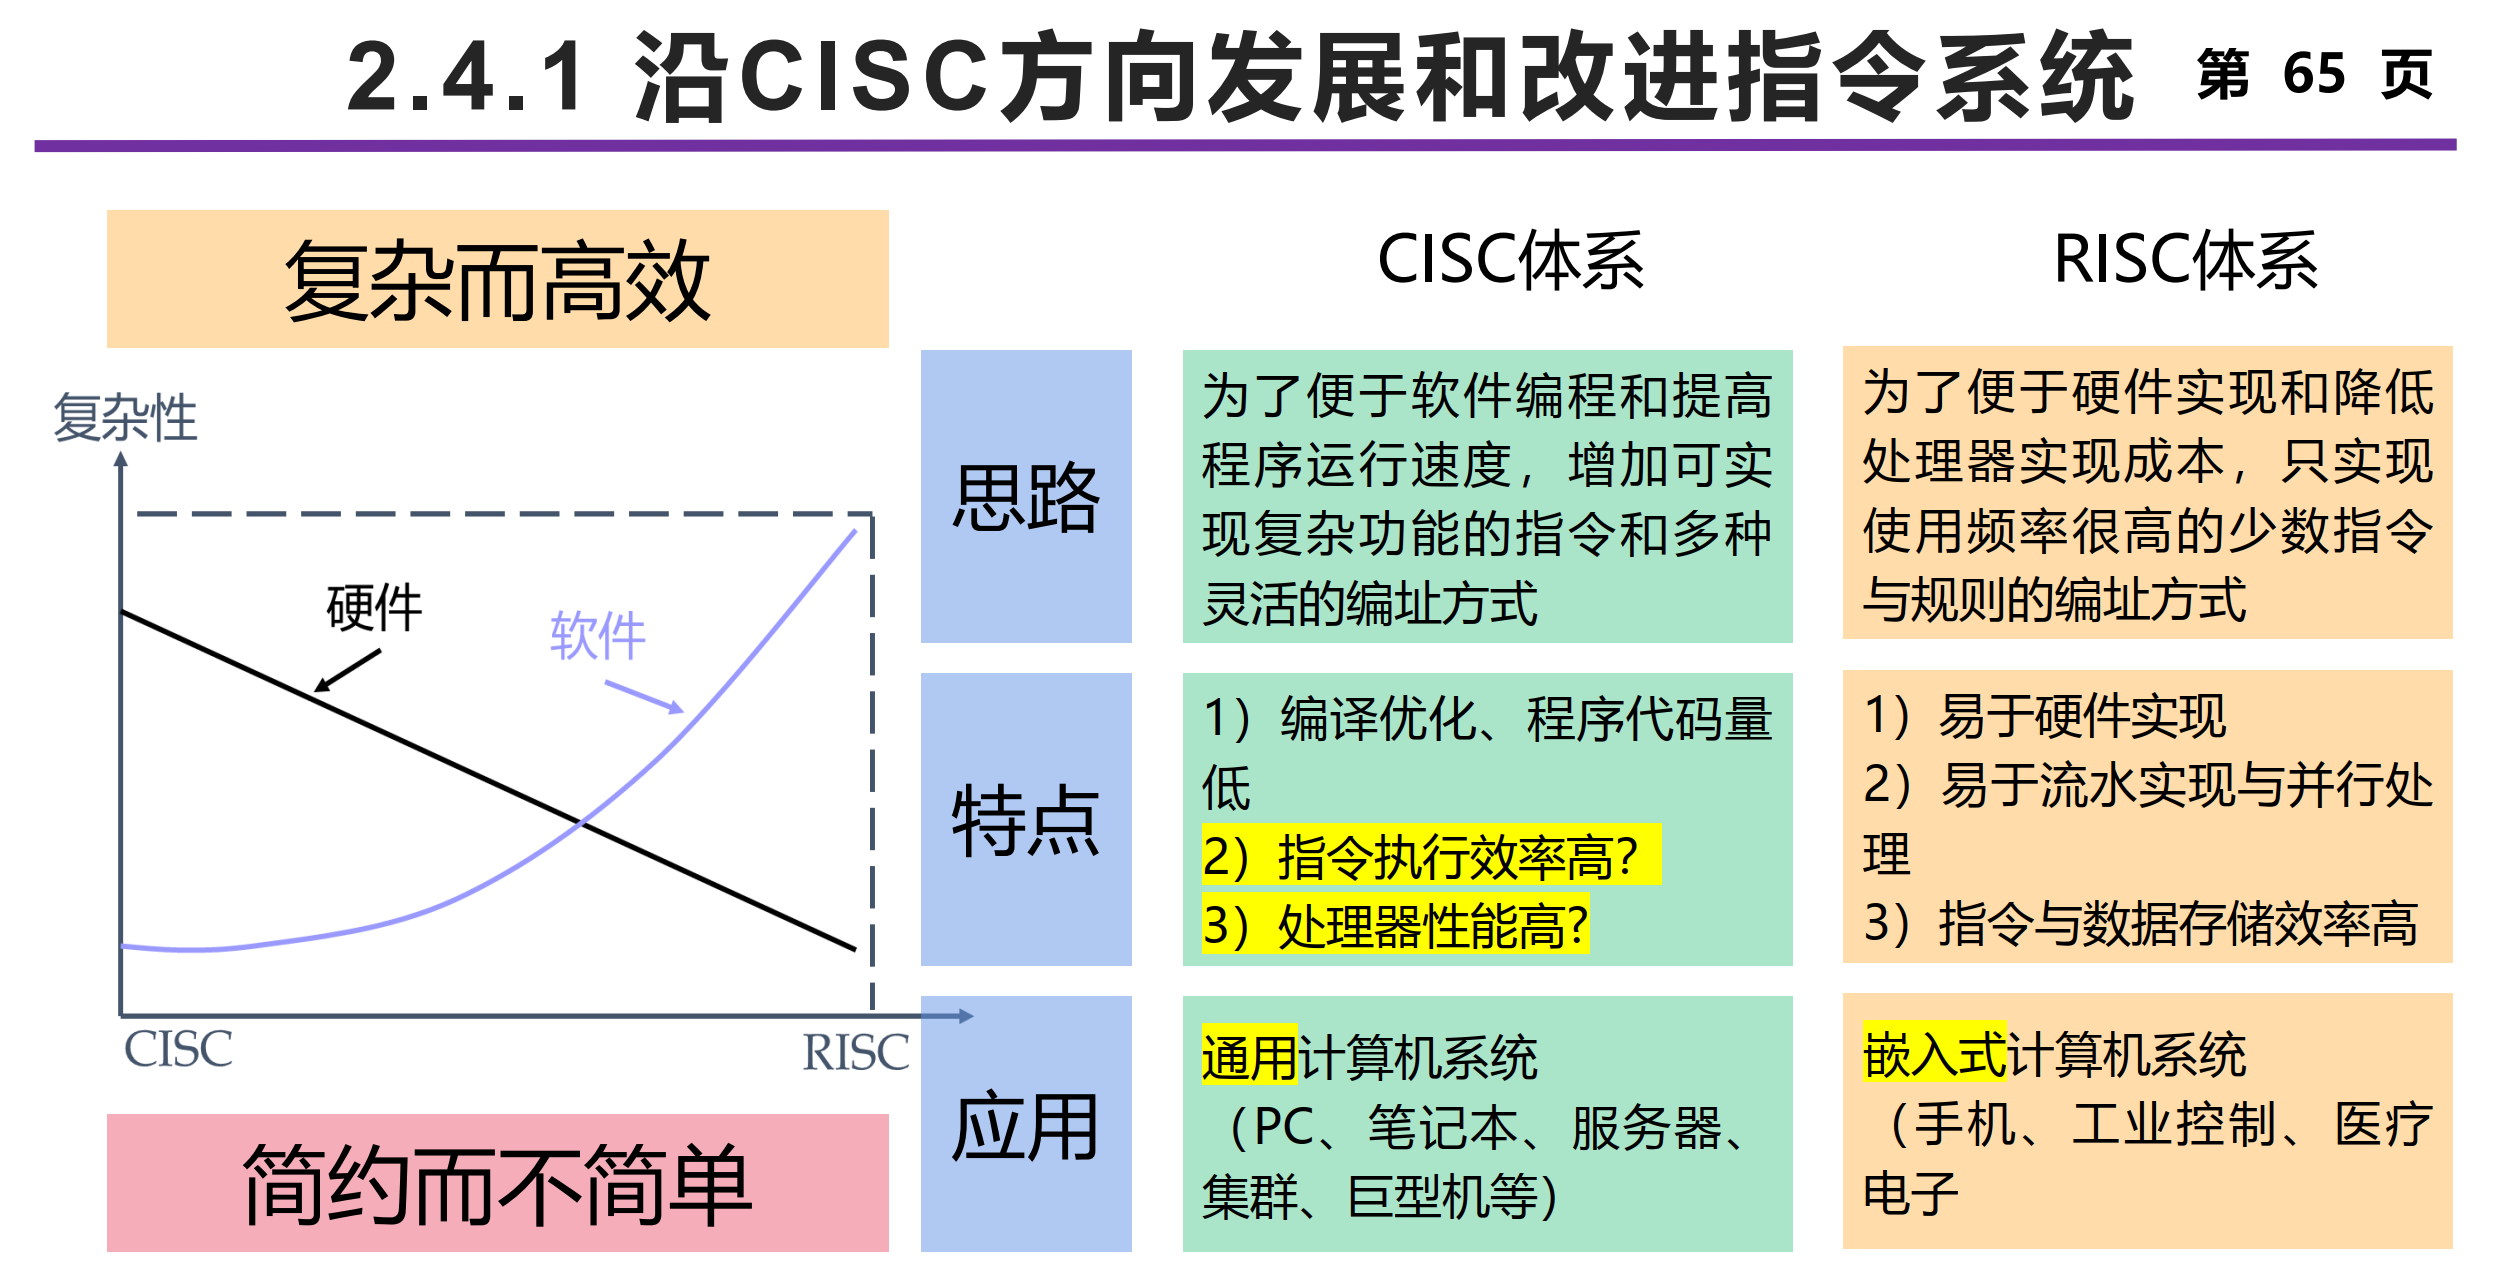 2.4.1 沿CISC方向发展和改进指令系统
第 65 页
复杂而高效
复杂性
硬件
软件
CISC
RISC
简约而不简单
CISC体系
RISC体系
思路
为了便于软件编程和提高
程序运行速度，增加可实
现复杂功能的指令和多种
灵活的编址方式
为了便于硬件实现和降低
处理器实现成本，只实现
使用频率很高的少数指令
与规则的编址方式
特点
1）编译优化、程序代码量
低
2）指令执行效率高？
3）处理器性能高?
1）易于硬件实现
2）易于流水实现与并行处
理
3）指令与数据存储效率高
应用
通用计算机系统
（PC、笔记本、服务器、
集群、巨型机等）
嵌入式计算机系统
（手机、工业控制、医疗
电子